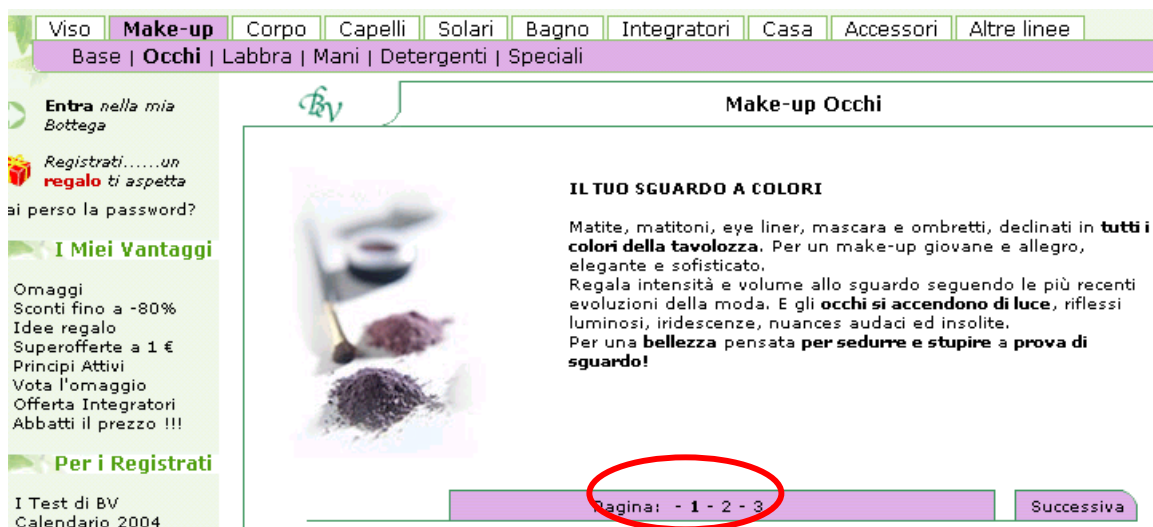 Viso Make-up Corpo Capelli Solari Bagno Integratori Casa Accessori Altre linee
Base | Occhi | Labbra | Mani | Detergenti | Speciali
Entra nella mia
Bottega
Registrati......un
regalo ti aspetta
ai perso la password?
I Miei Vantaggi
Omaggi
Sconti fino a -80%
Idee regalo
Superofferte a 1 €
Principi Attivi
Vota l'omaggio
Offerta Integratori
Abbatti il prezzo !!!
Per i Registrati
I Test di BV
Calendario 2004
BV
Make-up Occhi
IL TUO SGUARDO A COLORI
Matite, matitoni, eye liner, mascara e ombretti, declinati in tutti i
colori della tavolozza. Per un make-up giovane e allegro,
elegante e sofisticato.
Regala intensità e volume allo sguardo seguendo le più recenti
evoluzioni della moda. E gli occhi si accendono di luce, riflessi
luminosi, iridescenze, nuances audaci ed insolite.
Per una bellezza pensata per sedurre e stupire a prova di
sguardo!
Pagina: - 1 - 2 - 3
Successiva